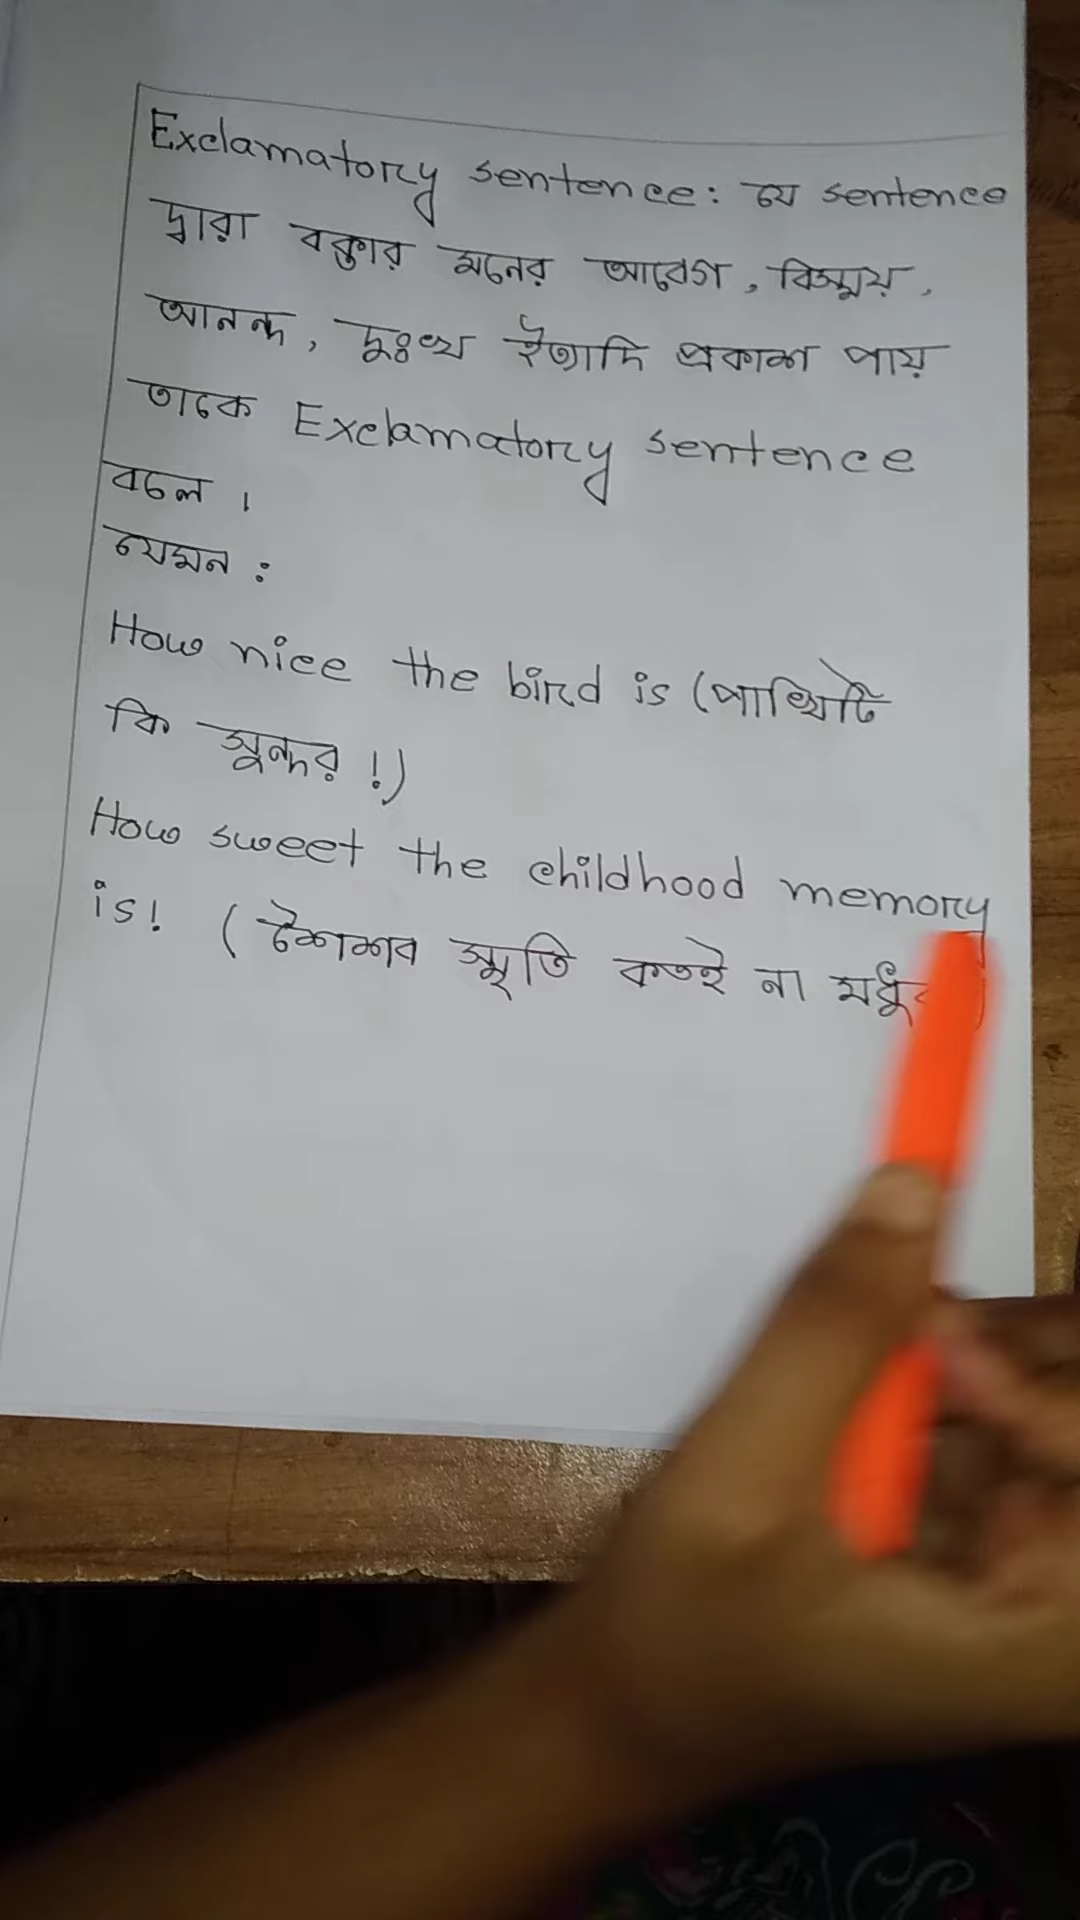 Exclamatory sentence: যে sentence
দ্বারা বক্তার মনের আবেগ, বিস্ময়,
আনন্দ, দুঃখ ইত্যাদি প্রকাশ পায়
তাকে Exclamatory sentence
বলে।
যেমন:
How nice the bird is (পাখিটি
কি সুন্দর!)
How sweet the childhood memory
is! (শৈশব স্মৃতি কতই না